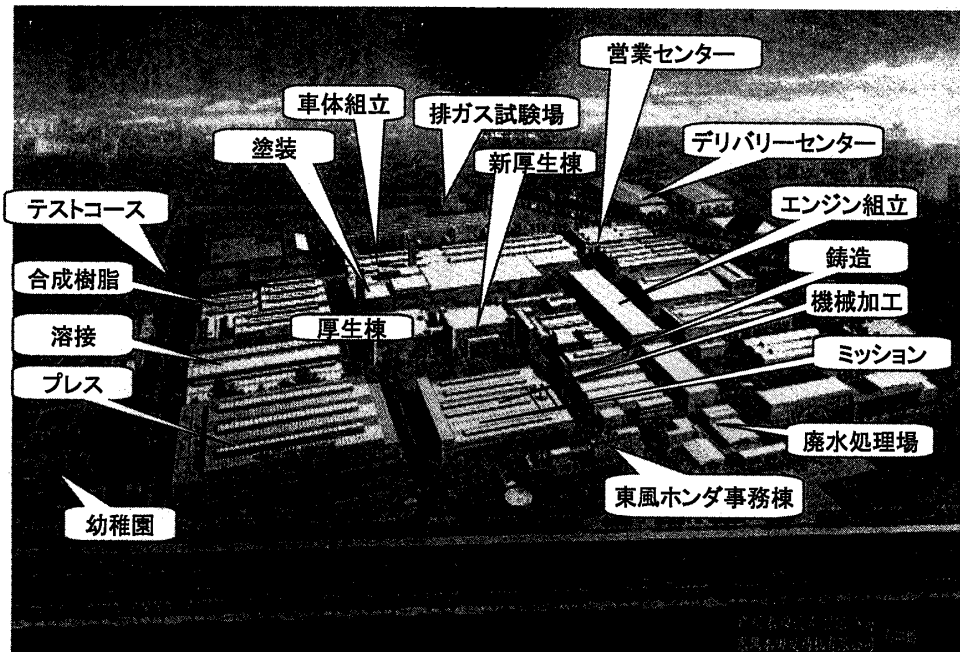 営業センター
車体組立
排ガス試験場
塗装
新厚生棟
デリバリーセンター
テストコース
エンジン組立
合成樹脂
鋳造
厚生棟
機械加工
溶接
ミッション
プレス
廃水処理場
東風ホンダ事務棟
幼稚園